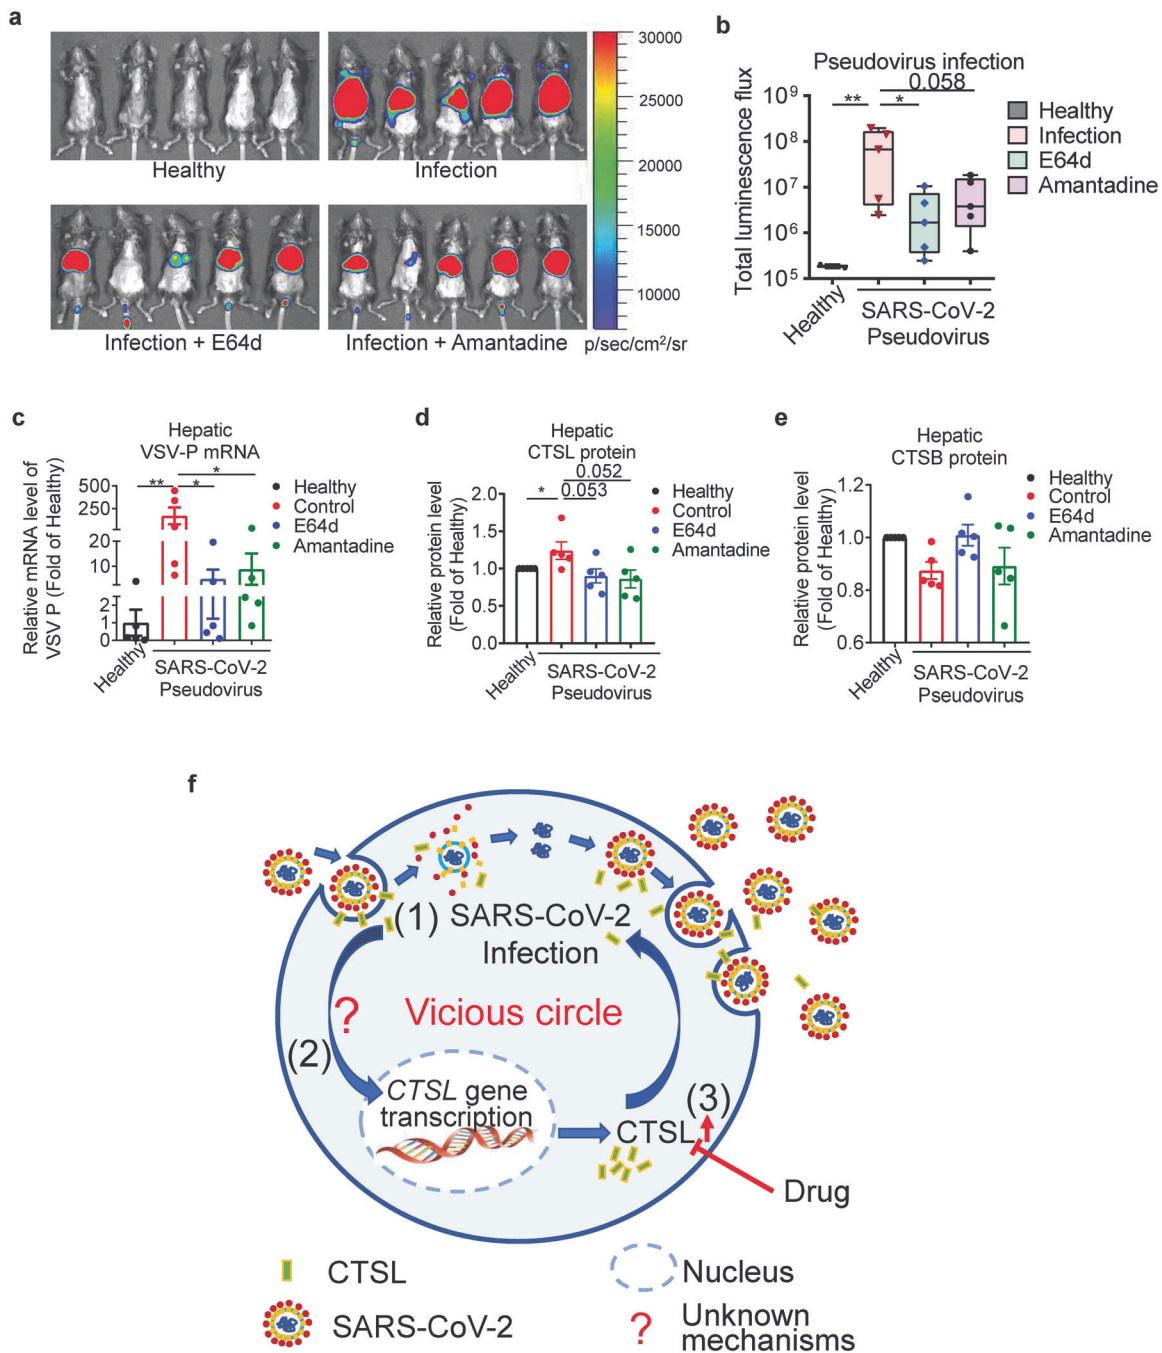 a
Healthy
Infection
Infection + E64d
Infection + Amantadine
30000
25000
20000
15000
10000
p/sec/cm²/sr
b
Pseudovirus infection
0.058
**
*
Total luminescence flux
10⁹
10⁸
10⁷
10⁶
10⁵
Healthy
SARS-CoV-2
Pseudovirus
Healthy
Infection
E64d
Amantadine
c
Hepatic
VSV-P mRNA
*
**
*
Relative mRNA level of
VSV P (Fold of Healthy)
500
250
20
10
2
1
0
Healthy
SARS-CoV-2
Pseudovirus
Healthy
Control
E64d
Amantadine
d
Hepatic
CTSL protein
0.052
*
0.053
Relative protein level
(Fold of Healthy)
2.0
1.5
1.0
0.5
0.0
Healthy
SARS-CoV-2
Pseudovirus
Healthy
Control
E64d
Amantadine
e
Hepatic
CTSB protein
Relative protein level
(Fold of Healthy)
1.2
1.0
0.8
0.6
Healthy
SARS-CoV-2
Pseudovirus
Healthy
Control
E64d
Amantadine
f
(1) SARS-CoV-2
Infection
?
Vicious circle
(2)
CTSL gene
transcription
(3)
CTSL
Drug
CTSL
Nucleus
SARS-CoV-2
?
Unknown
mechanisms